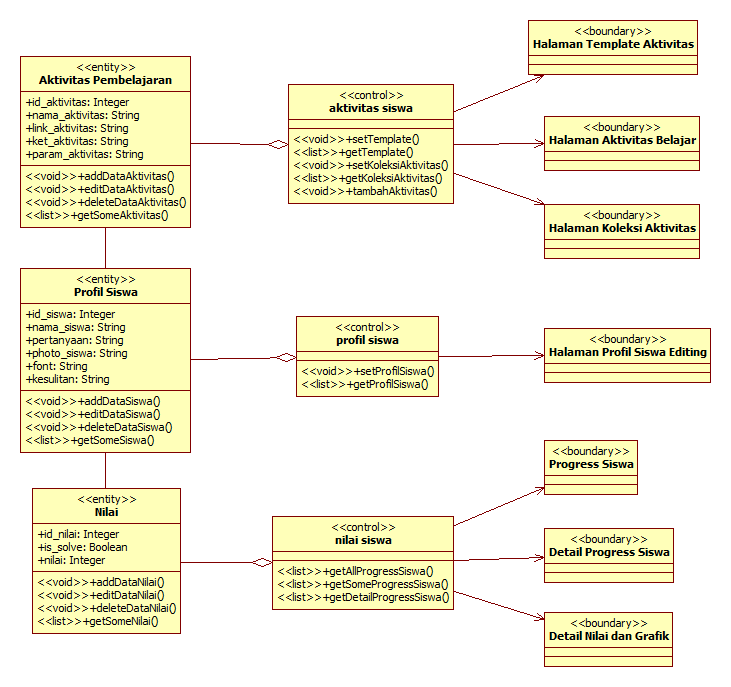 <<entity>>
Aktivitas Pembelajaran
+id_aktivitas: Integer
+nama_aktivitas: String
+link_aktivitas: String
+ket_aktivitas: String
+param_aktivitas: String
<<void>>+addDataAktivitas()
<<void>>+editDataAktivitas()
<<void>>+deleteDataAktivitas()
<<list>>+getSomeAktivitas()
<<control>>
aktivitas siswa
<<void>>+setTemplate()
<<list>>+getTemplate()
<<void>>+setKoleksiAktivitas()
<<list>>+getKoleksiAktivitas()
<<void>>+tambahAktivitas()
<<boundary>>
Halaman Template Aktivitas
<<boundary>>
Halaman Aktivitas Belajar
<<boundary>>
Halaman Koleksi Aktivitas
<<entity>>
Profil Siswa
+id_siswa: Integer
+nama_siswa: String
+pertanyaan: String
+photo_siswa: String
+font: String
+kesulitan: String
<<void>>+addDataSiswa()
<<void>>+editDataSiswa()
<<void>>+deleteDataSiswa()
<<list>>+getSomeSiswa()
<<control>>
profil siswa
<<void>>+setProfilSiswa()
<<list>>+getProfilSiswa()
<<boundary>>
Halaman Profil Siswa Editing
<<entity>>
Nilai
+id_nilai: Integer
+is_solve: Boolean
+nilai: Integer
<<void>>+addDataNilai()
<<void>>+editDataNilai()
<<void>>+deleteDataNilai()
<<list>>+getSomeNilai()
<<control>>
nilai siswa
<<list>>+getAllProgressSiswa()
<<list>>+getSomeProgressSiswa()
<<list>>+getDetailProgressSiswa()
<<boundary>>
Progress Siswa
<<boundary>>
Detail Progress Siswa
<<boundary>>
Detail Nilai dan Grafik